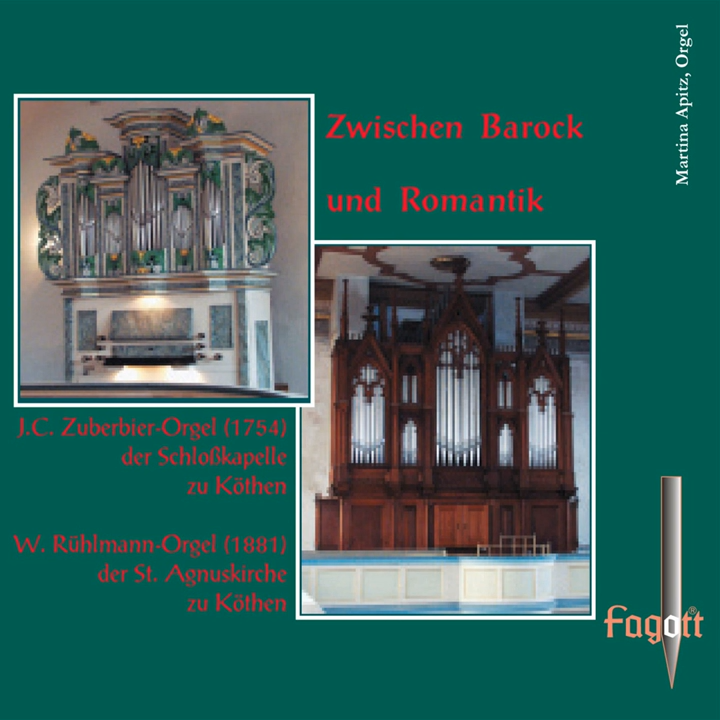 Martina Apitz, Orgel
Zwischen Barock
und Romantik
J.C. Zuberbier-Orgel (1754)
der Schloßkapelle
zu Köthen
W. Rühlmann-Orgel (1881)
der St. Agnuskirche
zu Köthen
fagott®